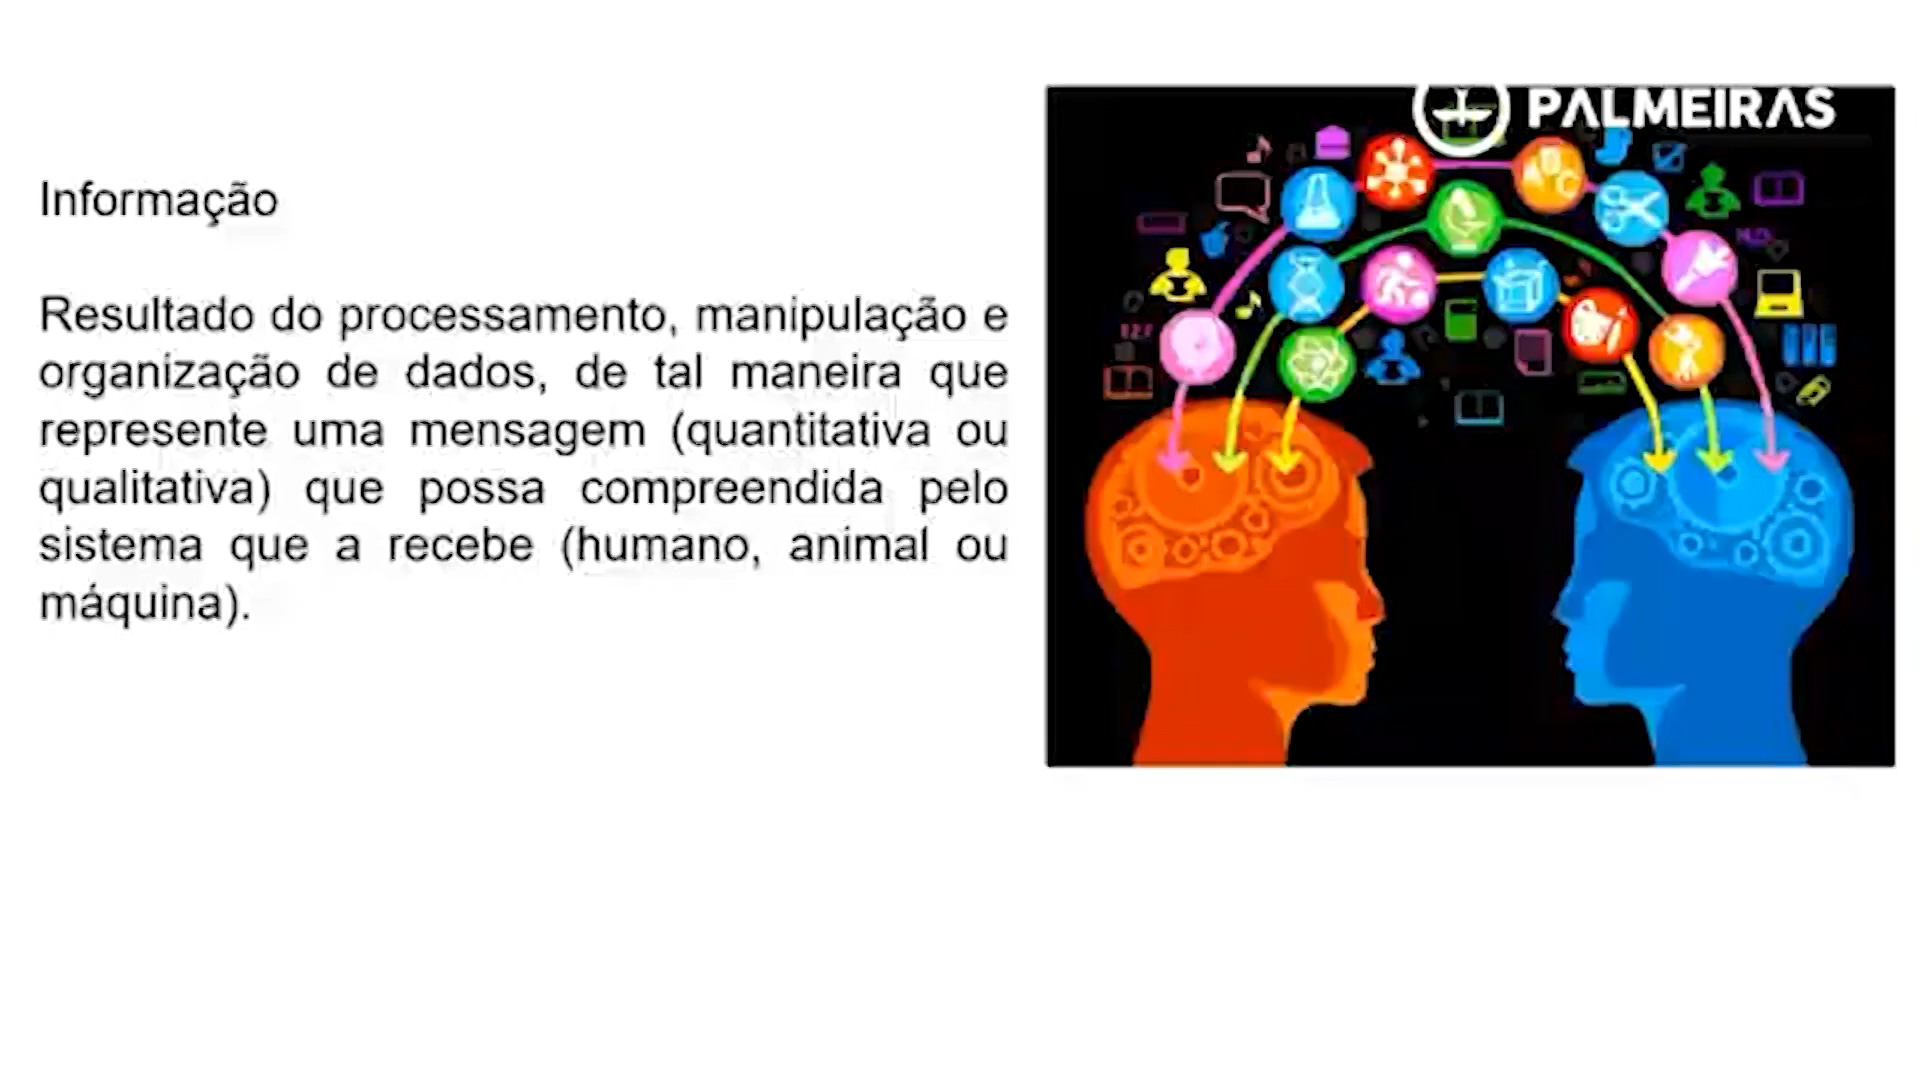 PALMEIRAS
Informação
Resultado do processamento, manipulação e
organização de dados, de tal maneira que
represente uma mensagem (quantitativa ou
qualitativa) que possa compreendida pelo
sistema que a recebe (humano, animal ou
máquina).